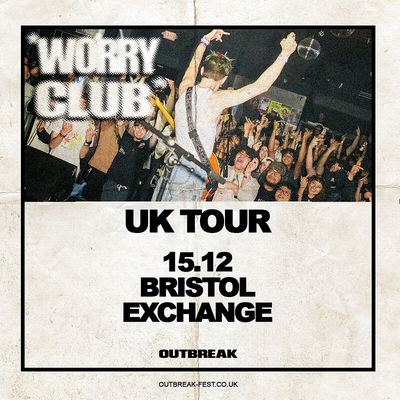 "WORRY
CLUB"
UK TOUR
15.12
BRISTOL
EXCHANGE
OUTBREAK
OUTBREAK-FEST.CO.UK